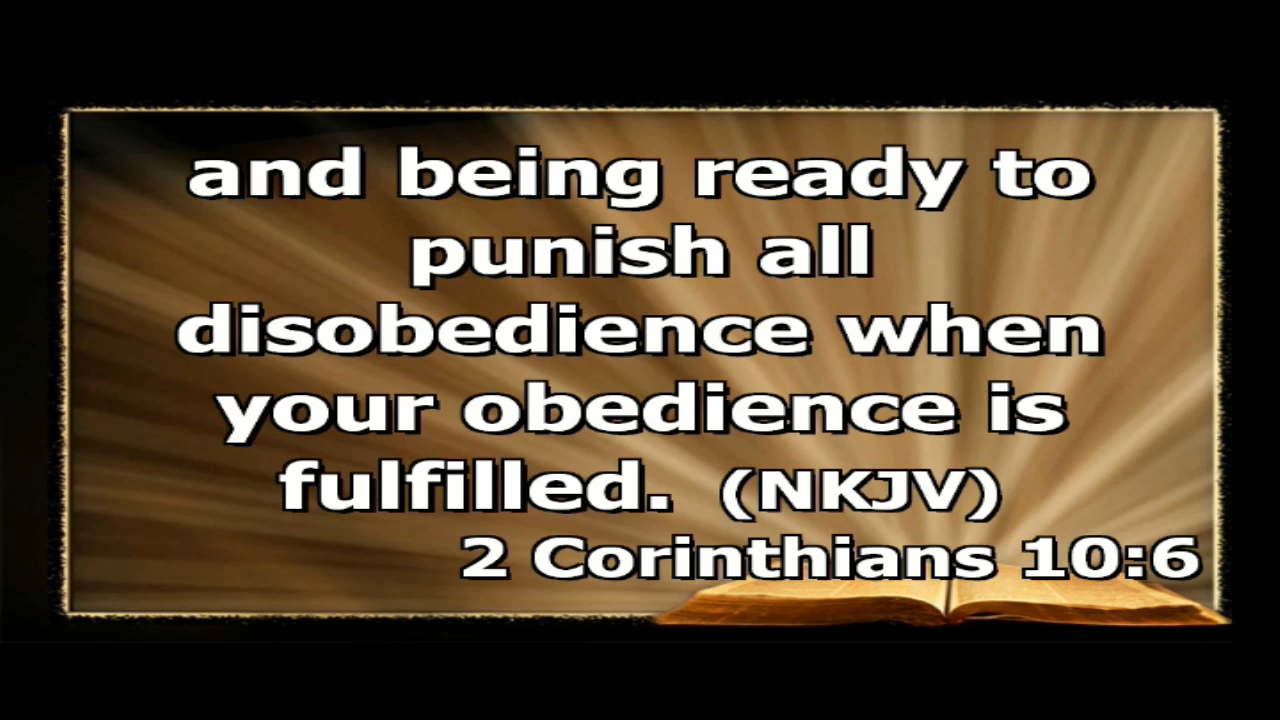 and being ready to
punish all
disobedience when
your obedience is
fulfilled. (NKJV)
2 Corinthians 10:6